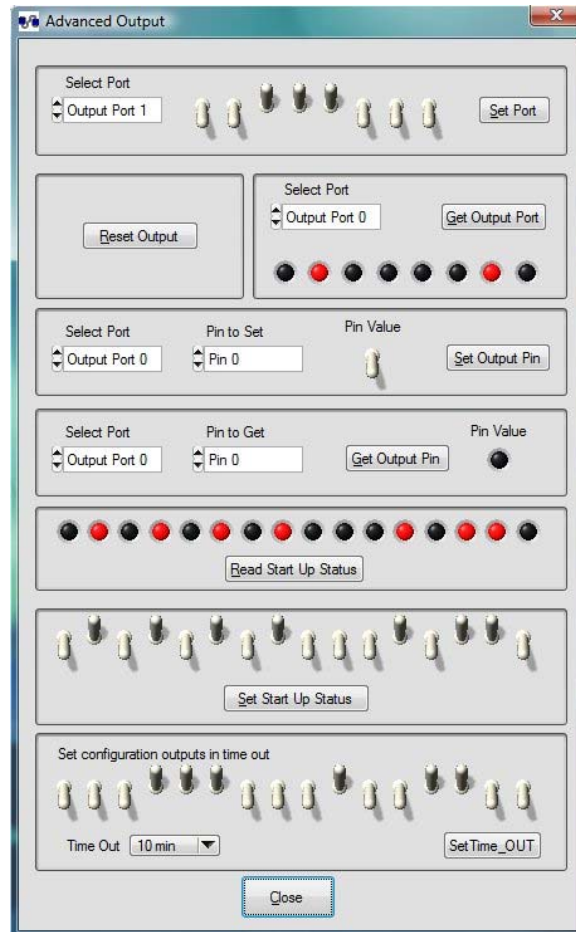 Advanced Output
X
Select Port
Output Port 1
Set Port
Reset Output
Select Port
Output Port 0
Get Output Port
Select Port
Output Port 0
Pin to Set
Pin 0
Pin Value
Set Output Pin
Select Port
Output Port 0
Pin to Get
Pin 0
Get Output Pin
Pin Value
Read Start Up Status
Set Start Up Status
Set configuration outputs in time out
Time Out
10 min
SetTime_OUT
Close